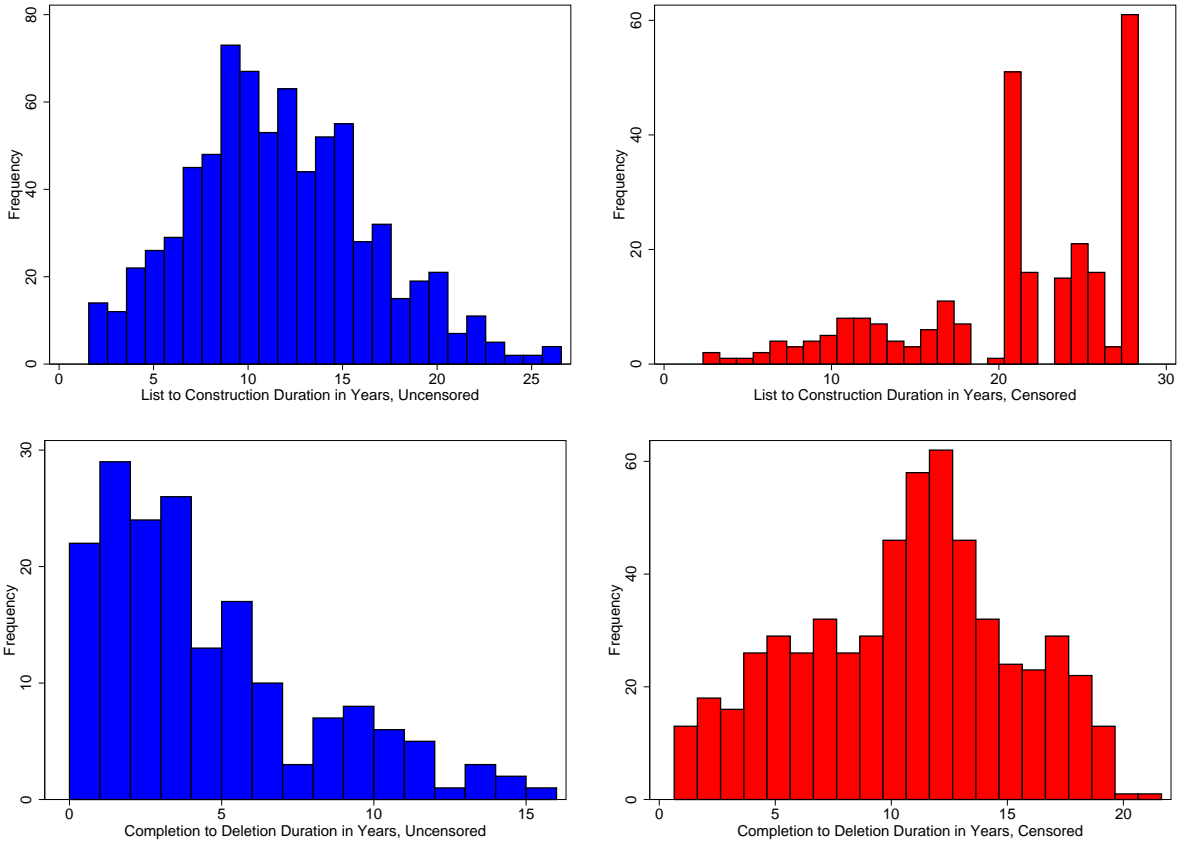 80
60
40
20
0
Frequency
0 5 10 15 20 25
List to Construction Duration in Years, Uncensored
60
40
20
0
Frequency
0 10 20 30
List to Construction Duration in Years, Censored
30
20
10
0
Frequency
0 5 10 15
Completion to Deletion Duration in Years, Uncensored
60
40
20
0
Frequency
0 5 10 15 20
Completion to Deletion Duration in Years, Censored